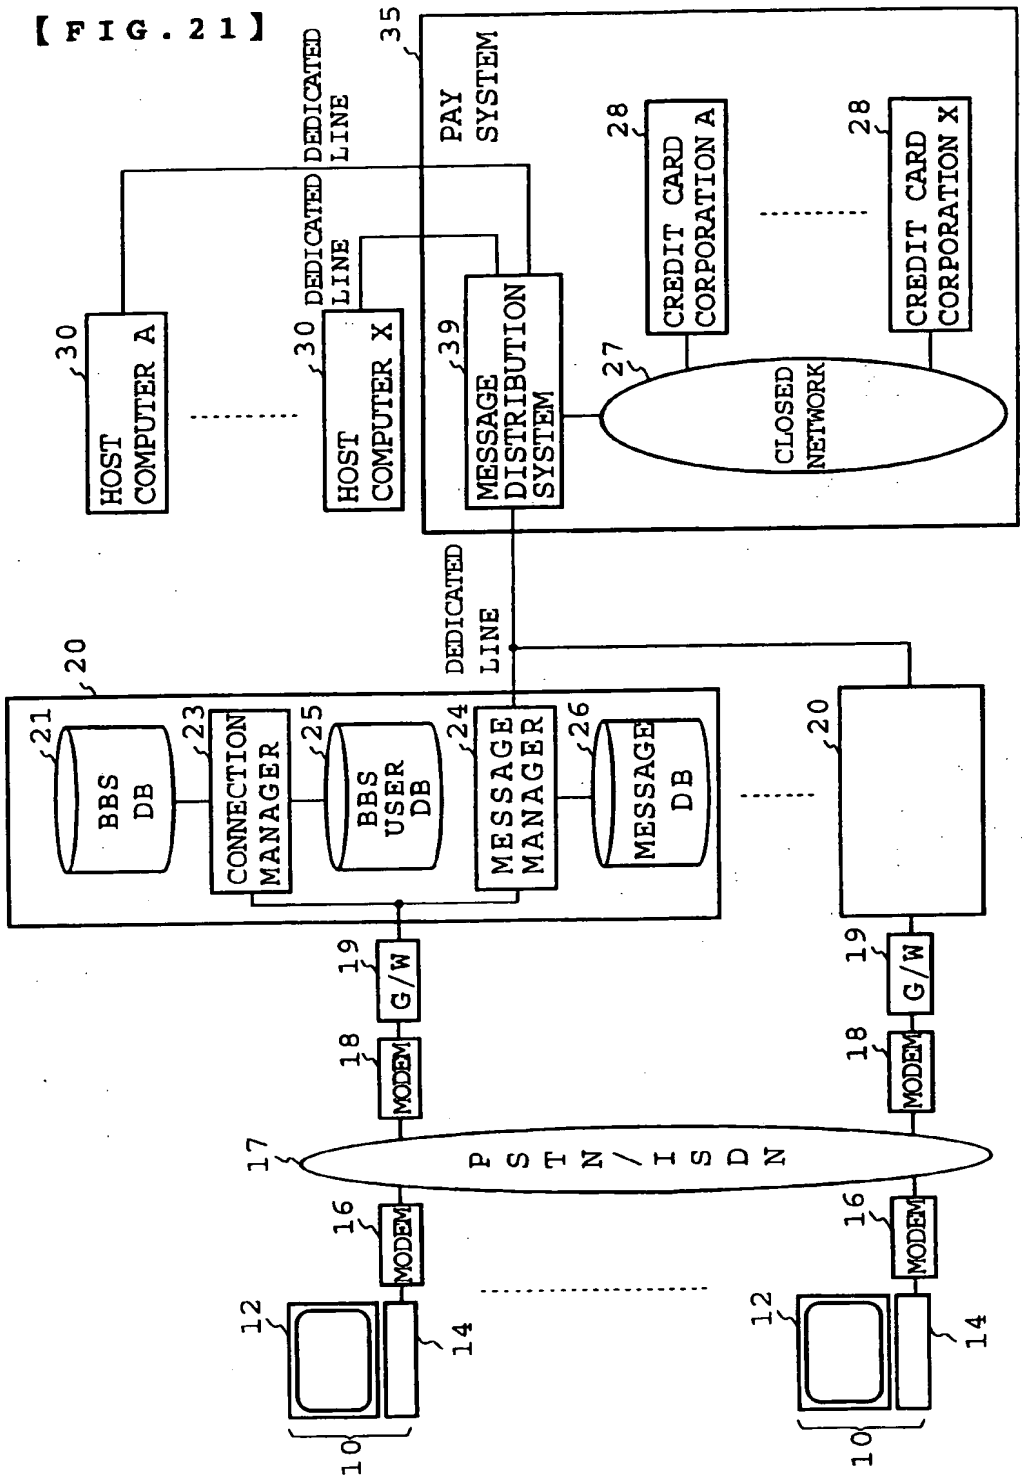 【FIG.21】
35
PAY
SYSTEM
DEDICATED
LINE
DEDICATED
LINE
30
HOST
COMPUTER A
30
HOST
COMPUTER X
39
MESSAGE
DISTRIBUTION
SYSTEM
27
CLOSED
NETWORK
28
CREDIT CARD
CORPORATION A
28
CREDIT CARD
CORPORATION X
DEDICATED
LINE
20
21
BBS
DB
23
CONNECTION
MANAGER
25
BBS
USER
DB
24
MESSAGE
MANAGER
26
MESSAGE
DB
20
19
G/W
19
G/W
18
MODEM
18
MODEM
17
PSTN/ISDN
16
MODEM
16
MODEM
12
14
10
12
14
10